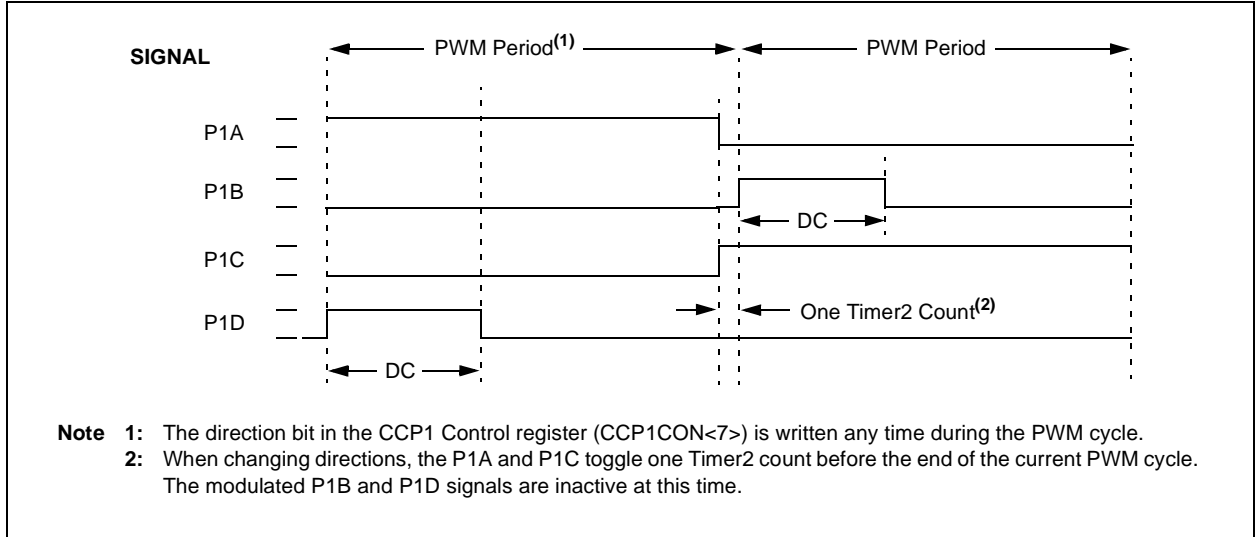 SIGNAL
PWM Period(1)
PWM Period
P1A
P1B
DC
P1C
One Timer2 Count(2)
P1D
DC
Note 1: The direction bit in the CCP1 Control register (CCP1CON<7>) is written any time during the PWM cycle.
2: When changing directions, the P1A and P1C toggle one Timer2 count before the end of the current PWM cycle.
The modulated P1B and P1D signals are inactive at this time.